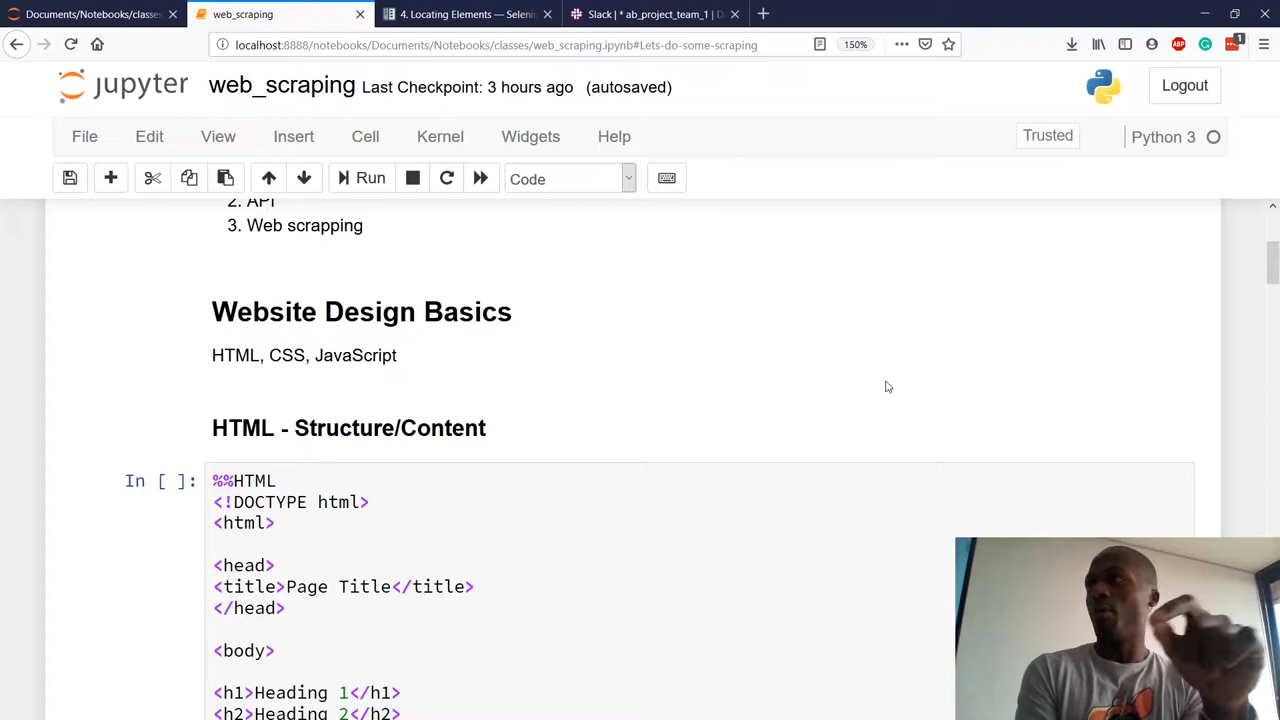 Documents/Notebooks/classes
web_scraping
4. Locating Elements — Seleniu
Slack | * ab_project_team_1 | D
localhost:8888/notebooks/Documents/Notebooks/classes/web_scraping.ipynb#Lets-do-some-scraping
150%
ABP
1
jupyter web_scraping Last Checkpoint: 3 hours ago (autosaved)
Logout
File Edit View Insert Cell Kernel Widgets Help
Trusted
Python 3
Run
Code
2. API
3. Web scrapping
Website Design Basics
HTML, CSS, JavaScript
HTML - Structure/Content
In [ ]: %%HTML
<!DOCTYPE html>
<html>
<head>
<title>Page Title</title>
</head>
<body>
<h1>Heading 1</h1>
<h2>Heading 2</h2>